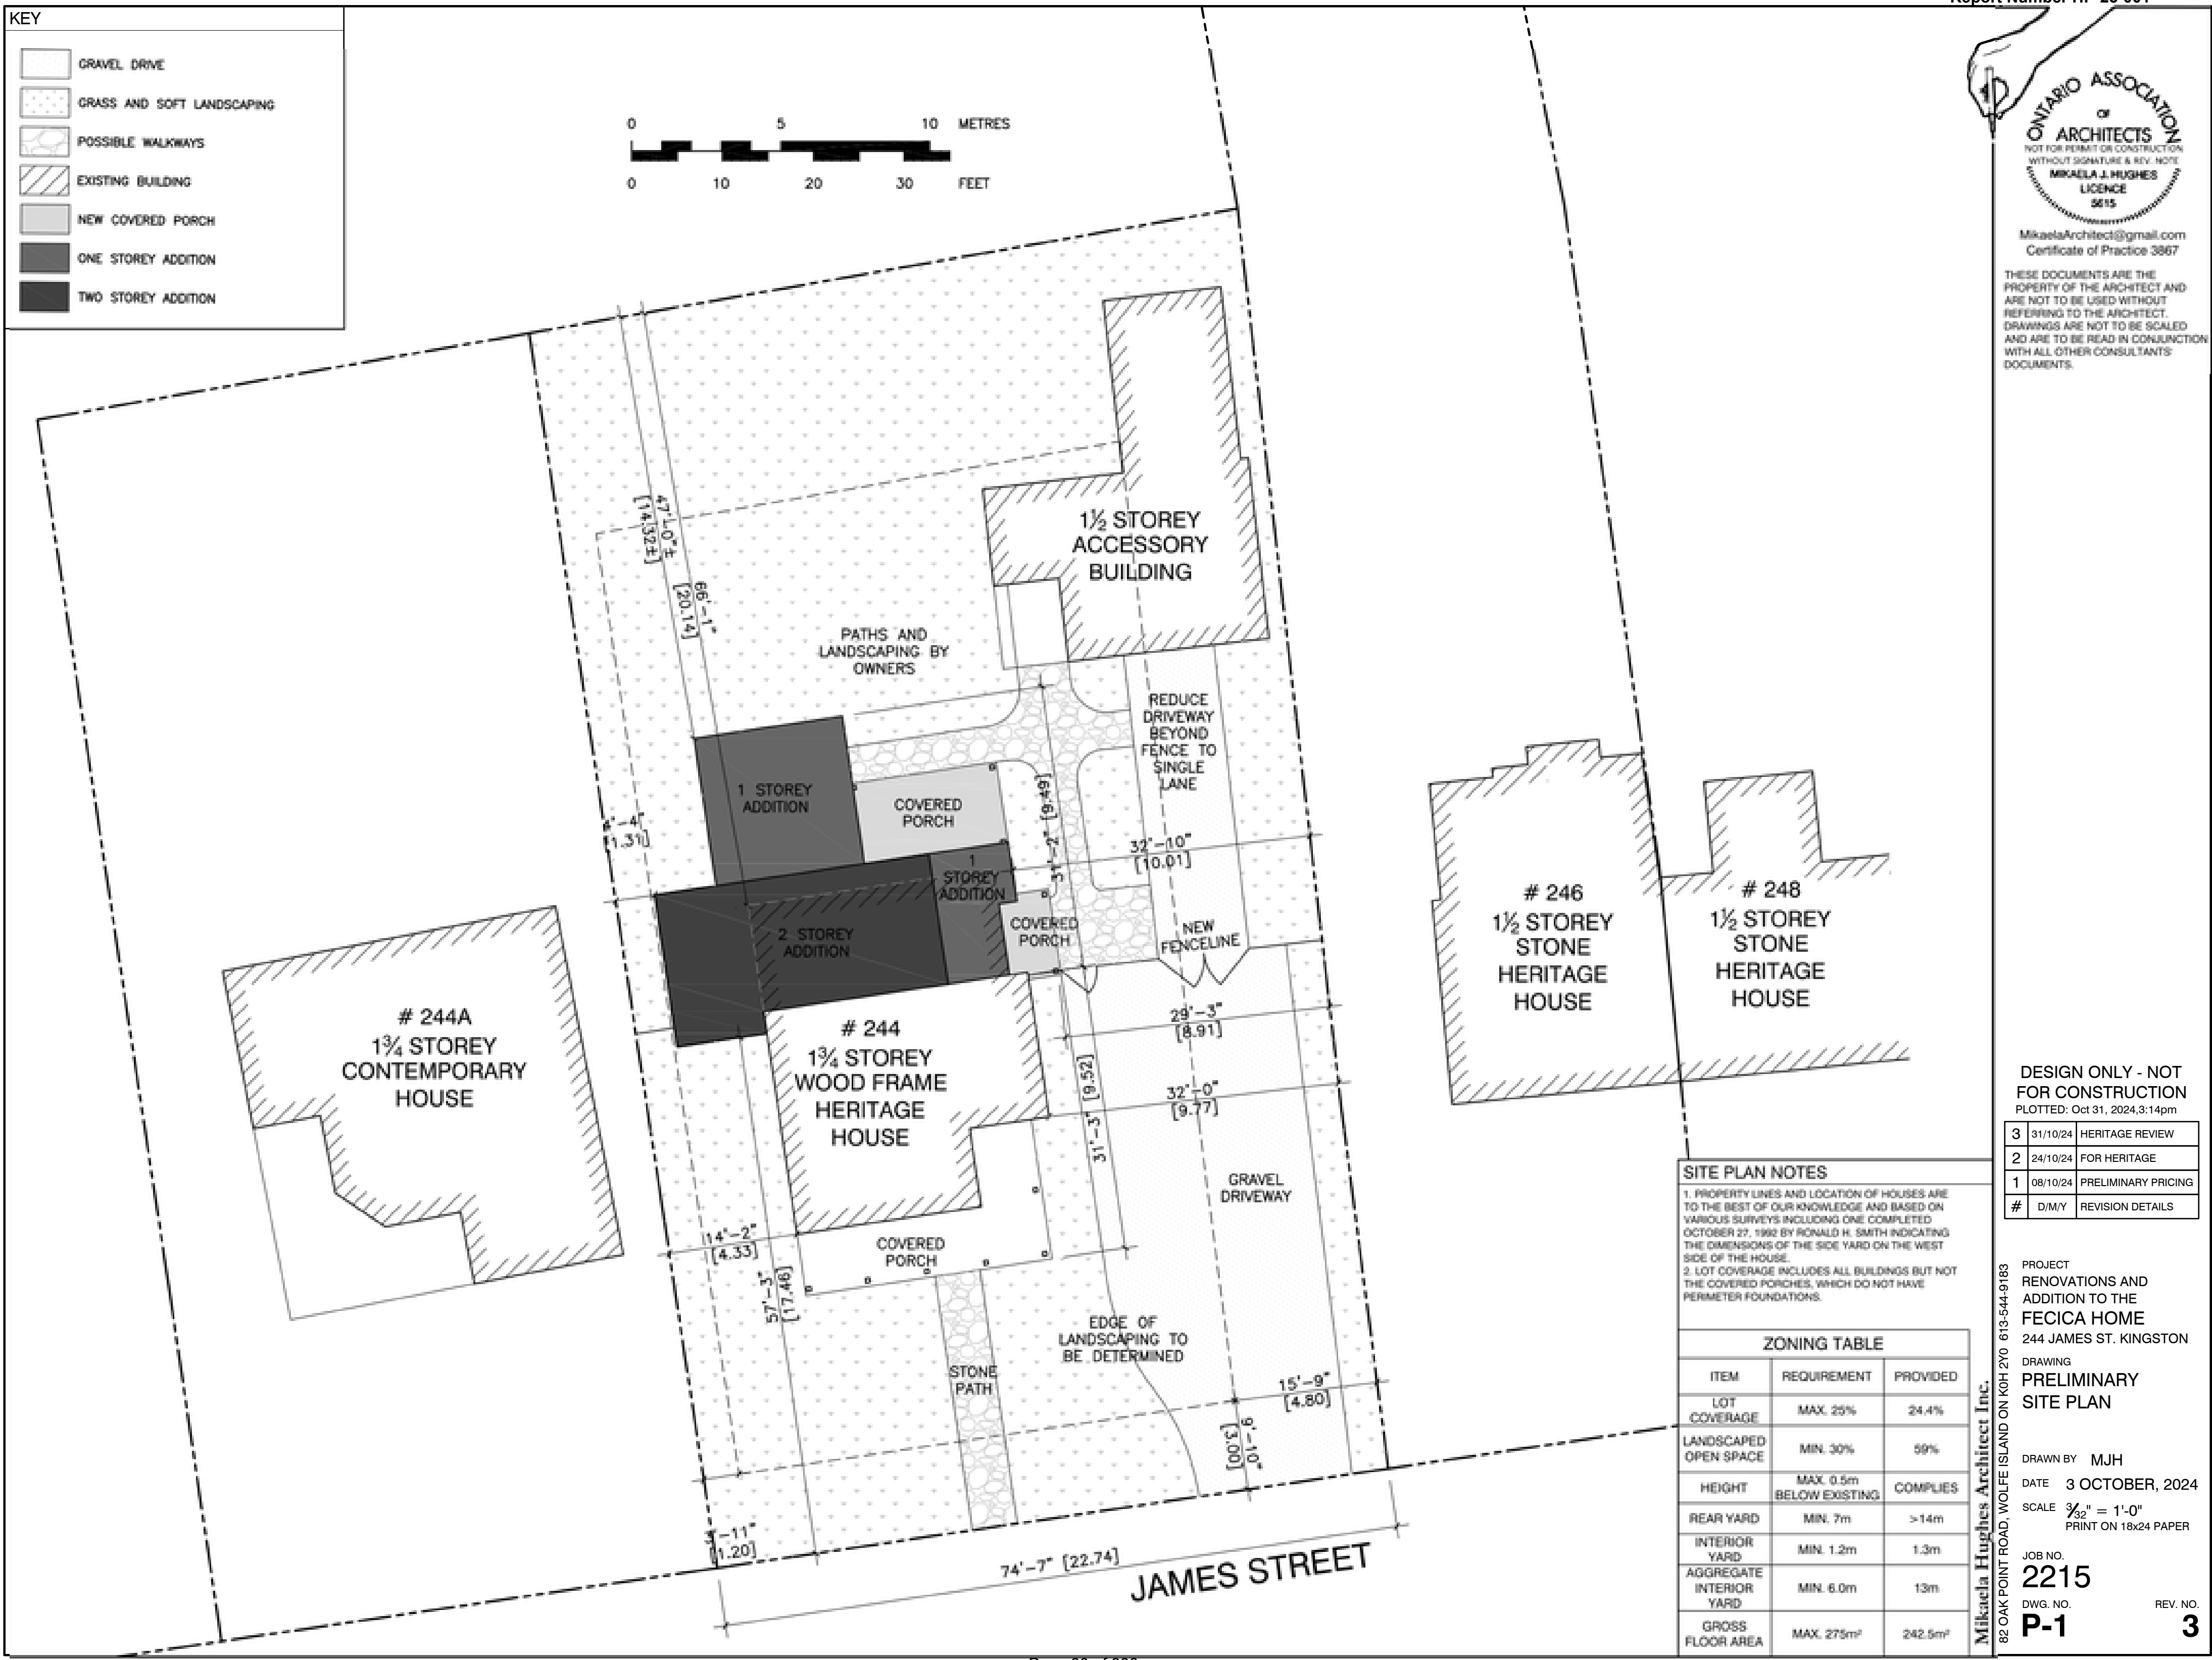 KEY
GRAVEL DRIVE
GRASS AND SOFT LANDSCAPING
POSSIBLE WALKWAYS
EXISTING BUILDING
NEW COVERED PORCH
ONE STOREY ADDITION
TWO STOREY ADDITION
0 5 10 METRES
0 10 20 30 FEET
47'-0"±
[14.32±]
66'-1"
[20.14]
1½ STOREY
ACCESSORY
BUILDING
PATHS AND
LANDSCAPING BY
OWNERS
REDUCE
DRIVEWAY
BEYOND
FENCE TO
SINGLE
LANE
1 STOREY
ADDITION
COVERED
PORCH
31'-2" [9.49]
32'-10"
[10.01]
[1.31]
1
STOREY
ADDITION
2 STOREY
ADDITION
COVERED
PORCH
NEW
FENCELINE
# 244A
1¾ STOREY
CONTEMPORARY
HOUSE
# 244
1¾ STOREY
WOOD FRAME
HERITAGE
HOUSE
# 246
1½ STOREY
STONE
HERITAGE
HOUSE
# 248
1½ STOREY
STONE
HERITAGE
HOUSE
29'-3"
[8.91]
31'-3" [9.52]
32'-0"
[9.77]
GRAVEL
DRIVEWAY
14'-2"
[4.33]
57'-3"
[17.46]
COVERED
PORCH
EDGE OF
LANDSCAPING TO
BE DETERMINED
STONE
PATH
15'-9"
[4.80]
9'-10"
[3.00]
[1.20]
74'-7" [22.74]
JAMES STREET
ONTARIO ASSOCIATION
OF
ARCHITECTS
NOT FOR PERMIT OR CONSTRUCTION
WITHOUT SIGNATURE & REV. NOTE
MIKAELA J. HUGHES
LICENCE
5615
MikaelaArchitect@gmail.com
Certificate of Practice 3867
THESE DOCUMENTS ARE THE
PROPERTY OF THE ARCHITECT AND
ARE NOT TO BE USED WITHOUT
REFERRING TO THE ARCHITECT.
DRAWINGS ARE NOT TO BE SCALED
AND ARE TO BE READ IN CONJUNCTION
WITH ALL OTHER CONSULTANTS'
DOCUMENTS.
DESIGN ONLY - NOT
FOR CONSTRUCTION
PLOTTED: Oct 31, 2024,3:14pm
3 31/10/24 HERITAGE REVIEW
2 24/10/24 FOR HERITAGE
1 08/10/24 PRELIMINARY PRICING
# D/M/Y REVISION DETAILS
SITE PLAN NOTES
1. PROPERTY LINES AND LOCATION OF HOUSES ARE
TO THE BEST OF OUR KNOWLEDGE AND BASED ON
VARIOUS SURVEYS INCLUDING ONE COMPLETED
OCTOBER 27, 1992 BY RONALD H. SMITH INDICATING
THE DIMENSIONS OF THE SIDE YARD ON THE WEST
SIDE OF THE HOUSE.
2. LOT COVERAGE INCLUDES ALL BUILDINGS BUT NOT
THE COVERED PORCHES, WHICH DO NOT HAVE
PERIMETER FOUNDATIONS.
ZONING TABLE
ITEM REQUIREMENT PROVIDED
LOT
COVERAGE MAX. 25% 24.4%
LANDSCAPED
OPEN SPACE MIN. 30% 59%
HEIGHT MAX. 0.5m
BELOW EXISTING COMPLIES
REAR YARD MIN. 7m >14m
INTERIOR
YARD MIN. 1.2m 1.3m
AGGREGATE
INTERIOR
YARD MIN. 6.0m 13m
GROSS
FLOOR AREA MAX. 275m² 242.5m²
Mikaela Hughes Architect Inc.
82 OAK POINT ROAD, WOLFE ISLAND ON K0H 2Y0 613-544-9183
PROJECT
RENOVATIONS AND
ADDITION TO THE
FECICA HOME
244 JAMES ST. KINGSTON
DRAWING
PRELIMINARY
SITE PLAN
DRAWN BY MJH
DATE 3 OCTOBER, 2024
SCALE 3/32" = 1'-0"
PRINT ON 18x24 PAPER
JOB NO.
2215
DWG. NO. REV. NO.
P-1 3